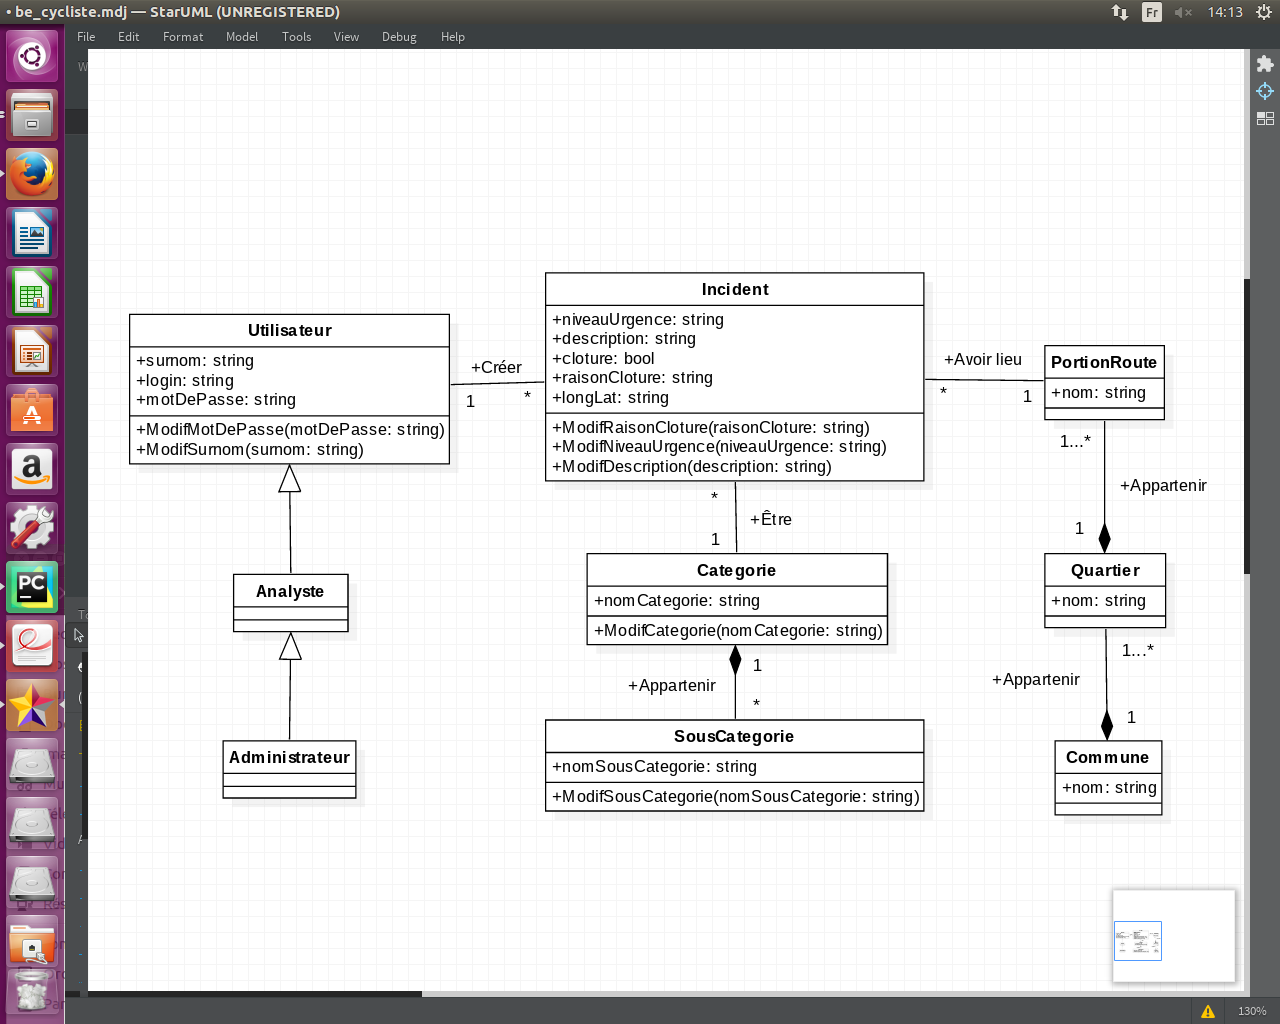 • be_cycliste.mdj — StarUML (UNREGISTERED)
Fr
14:13
File Edit Format Model Tools View Debug Help
W
Utilisateur
+surnom: string
+login: string
+motDePasse: string
+ModifMotDePasse(motDePasse: string)
+ModifSurnom(surnom: string)
+Créer
1
*
Incident
+niveauUrgence: string
+description: string
+cloture: bool
+raisonCloture: string
+longLat: string
+ModifRaisonCloture(raisonCloture: string)
+ModifNiveauUrgence(niveauUrgence: string)
+ModifDescription(description: string)
+Avoir lieu
*
1
PortionRoute
+nom: string
1...*
+Appartenir
1
*
+Être
1
Analyste
Categorie
+nomCategorie: string
+ModifCategorie(nomCategorie: string)
Quartier
+nom: string
1...*
+Appartenir
1
1
+Appartenir
*
Administrateur
SousCategorie
+nomSousCategorie: string
+ModifSousCategorie(nomSousCategorie: string)
Commune
+nom: string
PC
130%